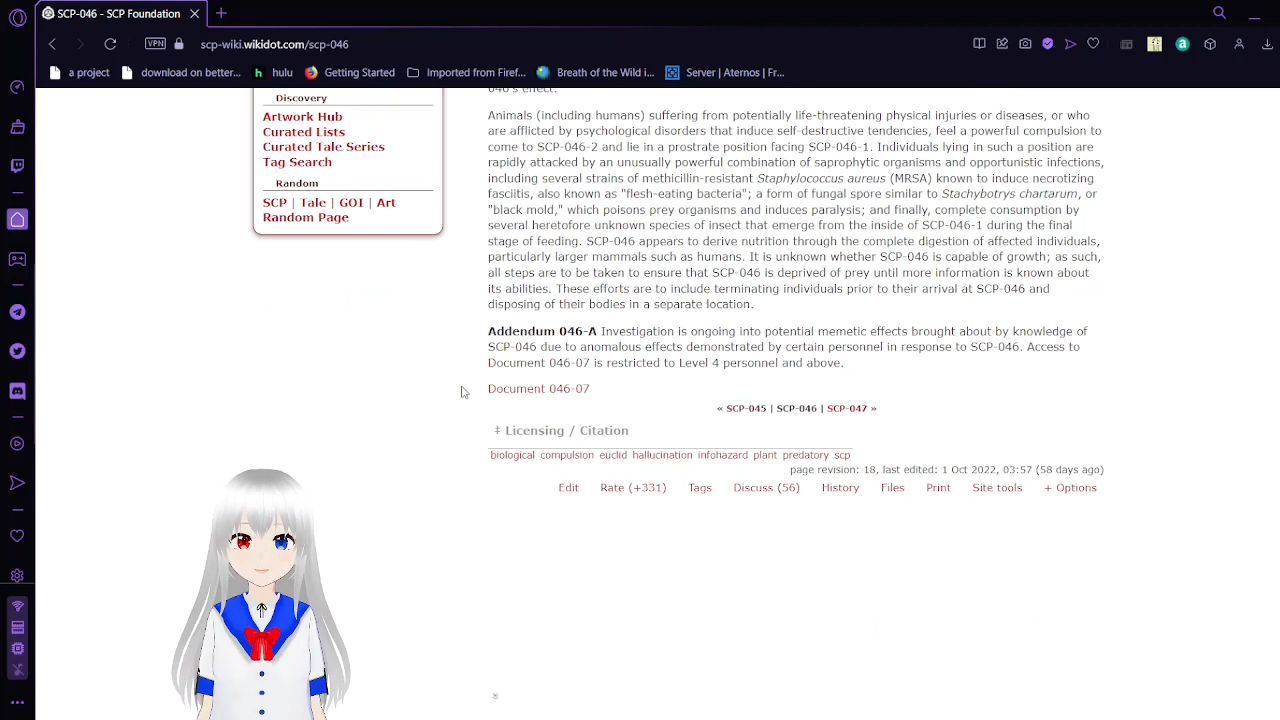 SCP-046 - SCP Foundation
VPN
scp-wiki.wikidot.com/scp-046
a project
download on better...
hulu
Getting Started
Imported from Firef...
Breath of the Wild i...
Server | Aternos | Fr...
Discovery
Artwork Hub
Curated Lists
Curated Tale Series
Tag Search
Random
SCP | Tale | GOI | Art
Random Page
046's effect.
Animals (including humans) suffering from potentially life-threatening physical injuries or diseases, or who
are afflicted by psychological disorders that induce self-destructive tendencies, feel a powerful compulsion to
come to SCP-046-2 and lie in a prostrate position facing SCP-046-1. Individuals lying in such a position are
rapidly attacked by an unusually powerful combination of saprophytic organisms and opportunistic infections,
including several strains of methicillin-resistant Staphylococcus aureus (MRSA) known to induce necrotizing
fasciitis, also known as "flesh-eating bacteria"; a form of fungal spore similar to Stachybotrys chartarum, or
"black mold," which poisons prey organisms and induces paralysis; and finally, complete consumption by
several heretofore unknown species of insect that emerge from the inside of SCP-046-1 during the final
stage of feeding. SCP-046 appears to derive nutrition through the complete digestion of affected individuals,
particularly larger mammals such as humans. It is unknown whether SCP-046 is capable of growth; as such,
all steps are to be taken to ensure that SCP-046 is deprived of prey until more information is known about
its abilities. These efforts are to include terminating individuals prior to their arrival at SCP-046 and
disposing of their bodies in a separate location.
Addendum 046-A Investigation is ongoing into potential memetic effects brought about by knowledge of
SCP-046 due to anomalous effects demonstrated by certain personnel in response to SCP-046. Access to
Document 046-07 is restricted to Level 4 personnel and above.
Document 046-07
« SCP-045 | SCP-046 | SCP-047 »
‡ Licensing / Citation
biological compulsion euclid hallucination infohazard plant predatory scp
page revision: 18, last edited: 1 Oct 2022, 03:57 (58 days ago)
Edit Rate (+331) Tags Discuss (56) History Files Print Site tools + Options